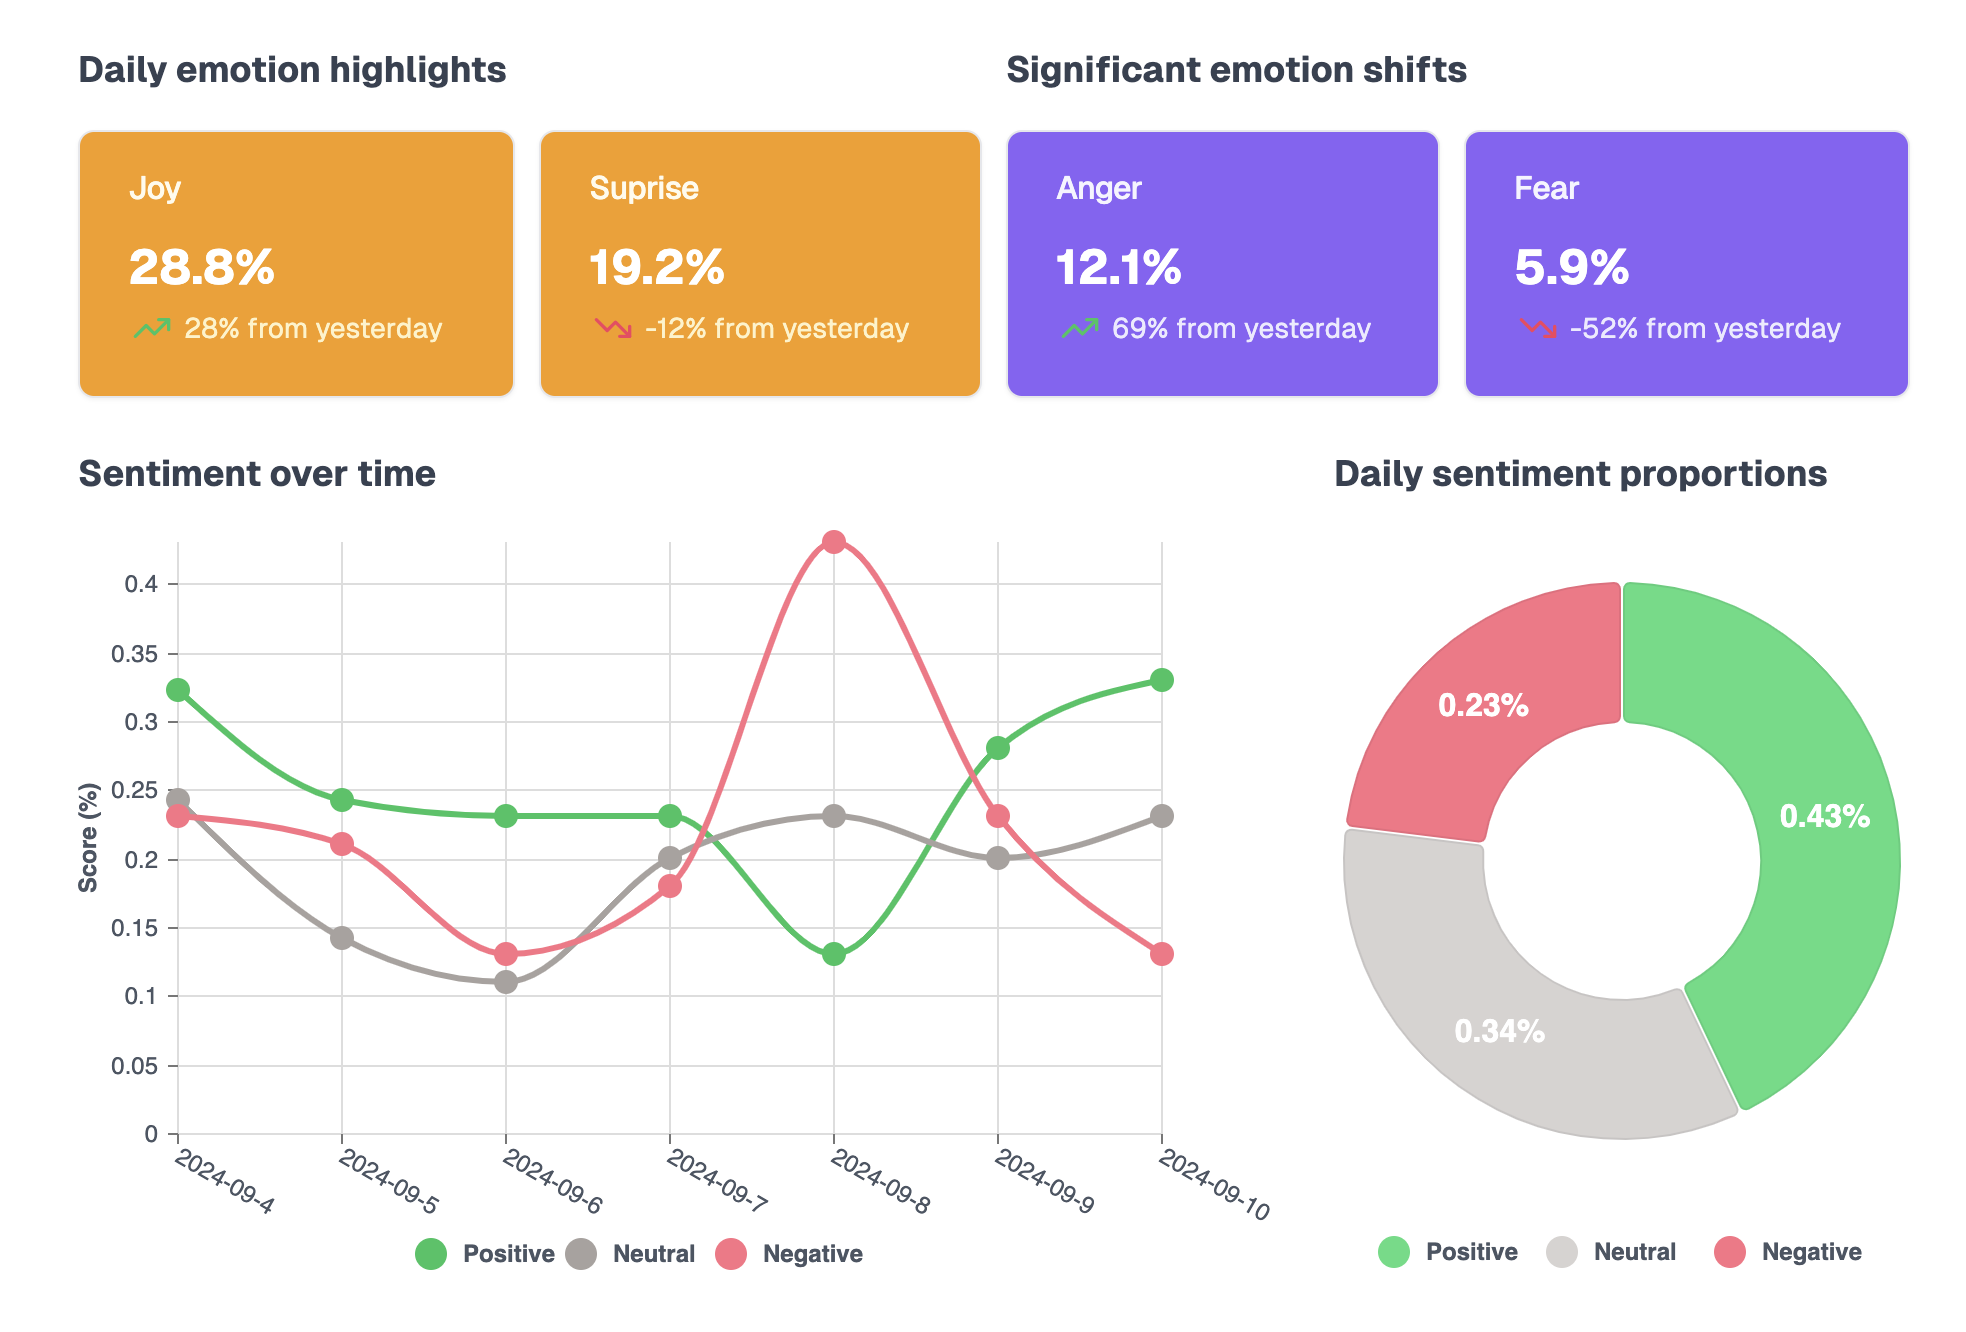 Daily emotion highlights
Significant emotion shifts
Joy
28.8%
28% from yesterday
Suprise
19.2%
-12% from yesterday
Anger
12.1%
69% from yesterday
Fear
5.9%
-52% from yesterday
Sentiment over time
Score (%)
0.4
0.35
0.3
0.25
0.2
0.15
0.1
0.05
0
2024-09-4
2024-09-5
2024-09-6
2024-09-7
2024-09-8
2024-09-9
2024-09-10
Positive
Neutral
Negative
Daily sentiment proportions
0.23%
0.43%
0.34%
Positive
Neutral
Negative